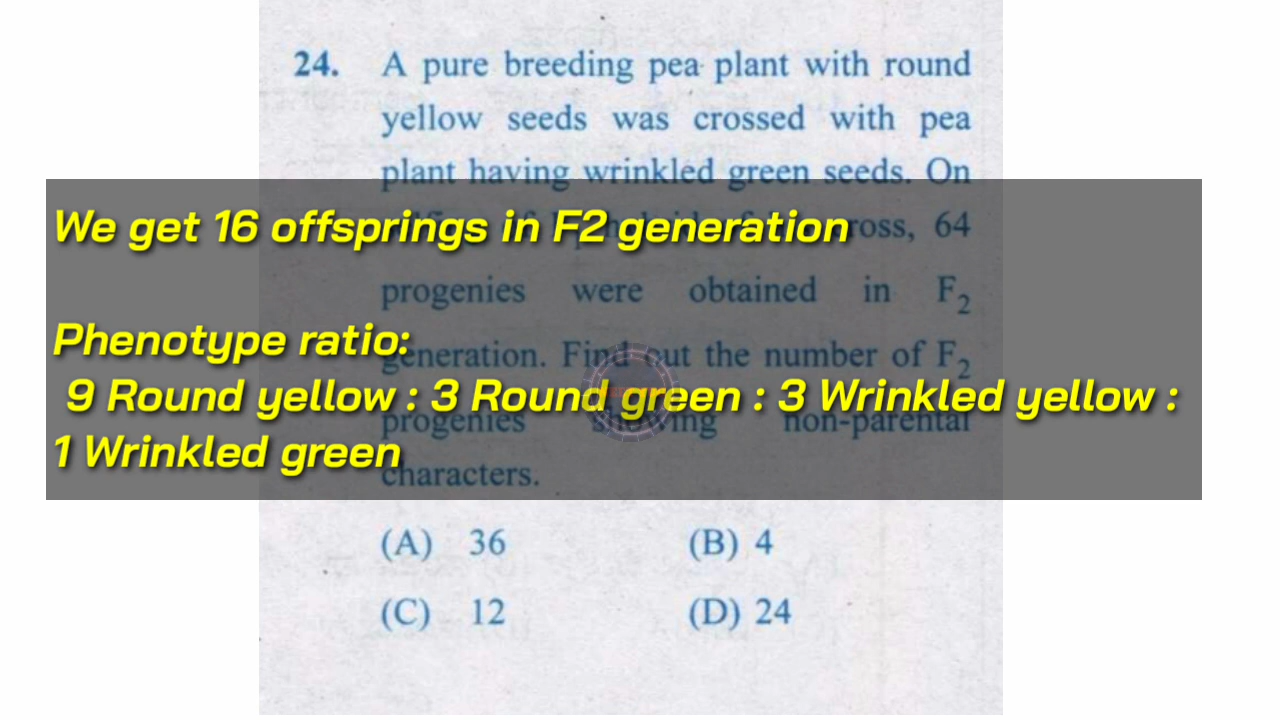 24. A pure breeding pea plant with round
yellow seeds was crossed with pea
plant having wrinkled green seeds. On
ross, 64
progenies were obtained in F₂
generation. Find out the number of F₂
progenies showing non-parental
characters.
(A) 36 (B) 4
(C) 12 (D) 24
We get 16 offsprings in F2 generation
Phenotype ratio:
9 Round yellow : 3 Round green : 3 Wrinkled yellow :
1 Wrinkled green